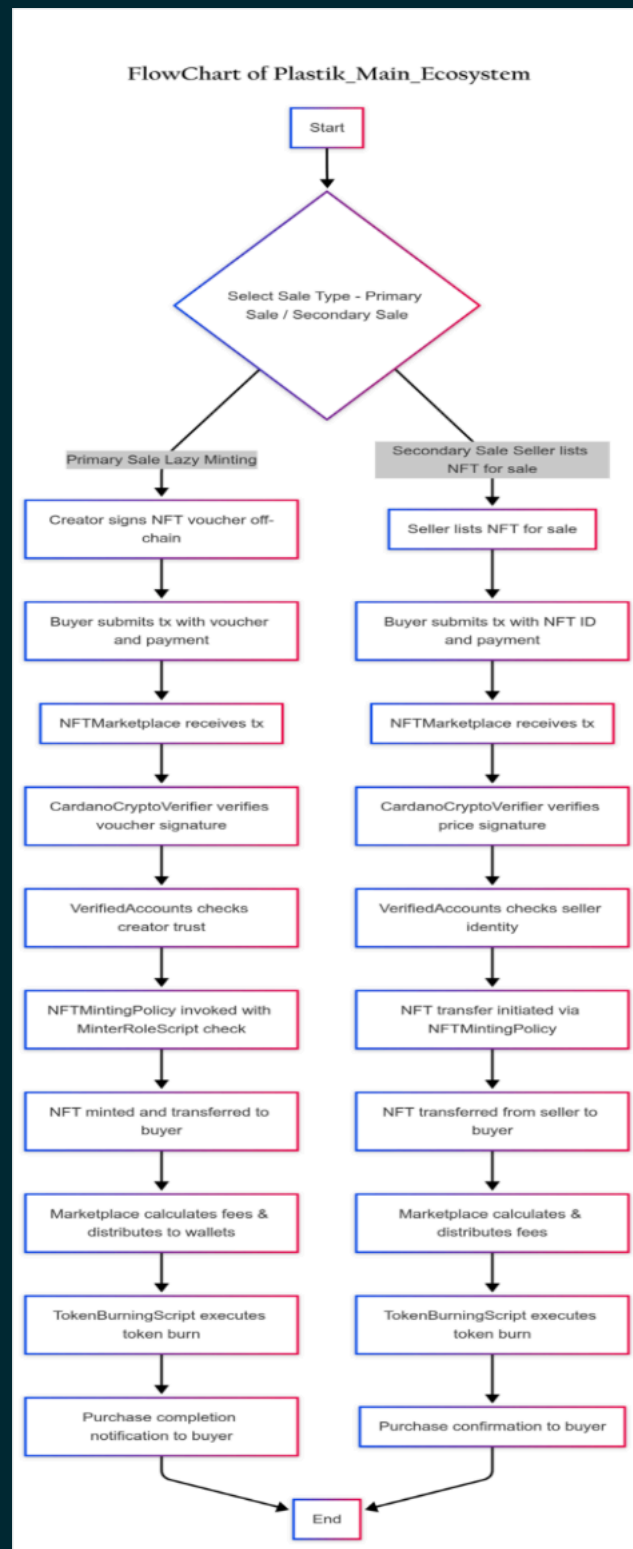 FlowChart of Plastik_Main_Ecosystem
Start
Select Sale Type - Primary
Sale / Secondary Sale
Primary Sale Lazy Minting
Creator signs NFT voucher off-
chain
Buyer submits tx with voucher
and payment
NFTMarketplace receives tx
CardanoCryptoVerifier verifies
voucher signature
VerifiedAccounts checks
creator trust
NFTMintingPolicy invoked with
MinterRoleScript check
NFT minted and transferred to
buyer
Marketplace calculates fees &
distributes to wallets
TokenBurningScript executes
token burn
Purchase completion
notification to buyer
Secondary Sale Seller lists
NFT for sale
Seller lists NFT for sale
Buyer submits tx with NFT ID
and payment
NFTMarketplace receives tx
CardanoCryptoVerifier verifies
price signature
VerifiedAccounts checks seller
identity
NFT transfer initiated via
NFTMintingPolicy
NFT transferred from seller to
buyer
Marketplace calculates &
distributes fees
TokenBurningScript executes
token burn
Purchase confirmation to buyer
End